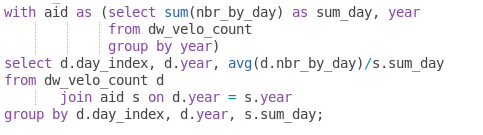 with aid as (select sum(nbr_by_day) as sum_day, year
from dw_velo_count
group by year)
select d.day_index, d.year, avg(d.nbr_by_day)/s.sum_day
from dw_velo_count d
join aid s on d.year = s.year
group by d.day_index, d.year, s.sum_day;